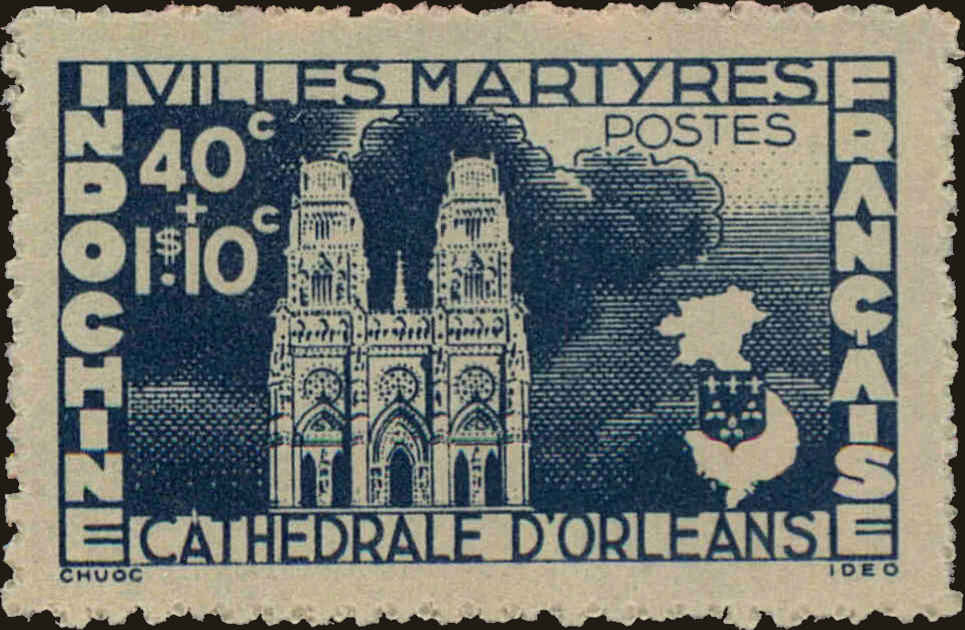 INDOCHINE
VILLES MARTYRES
FRANÇAISE
POSTES
40c
+
1$10c
CATHEDRALE D'ORLEANS
CHUOC
IDEO